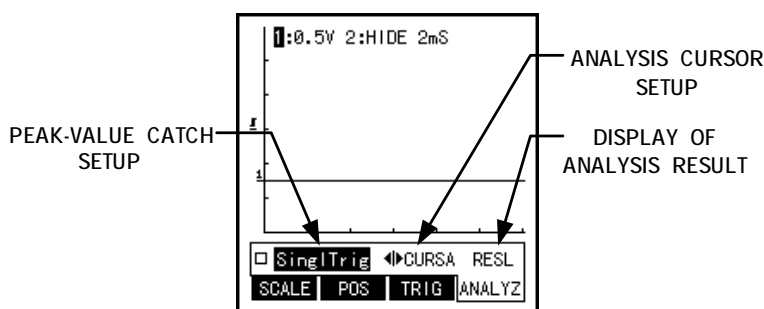 1:0.5V 2:HIDE 2mS
ANALYSIS CURSOR
SETUP
PEAK-VALUE CATCH
SETUP
DISPLAY OF
ANALYSIS RESULT
1
SinglTrig CURSA RESL
SCALE POS TRIG ANALYZ